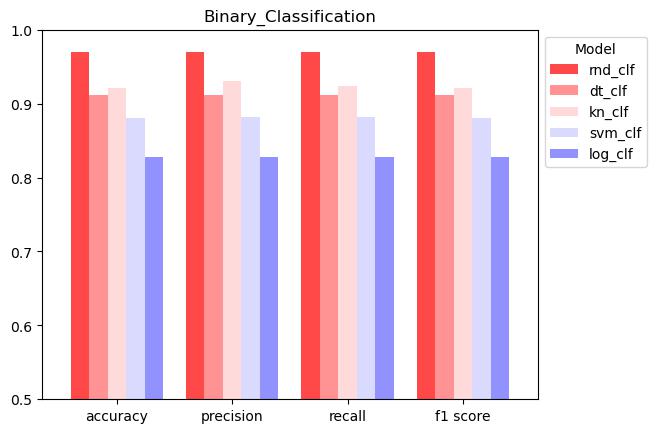 Binary_Classification
1.0
0.9
0.8
0.7
0.6
0.5
accuracy precision recall f1 score
Model
rnd_clf
dt_clf
kn_clf
svm_clf
log_clf